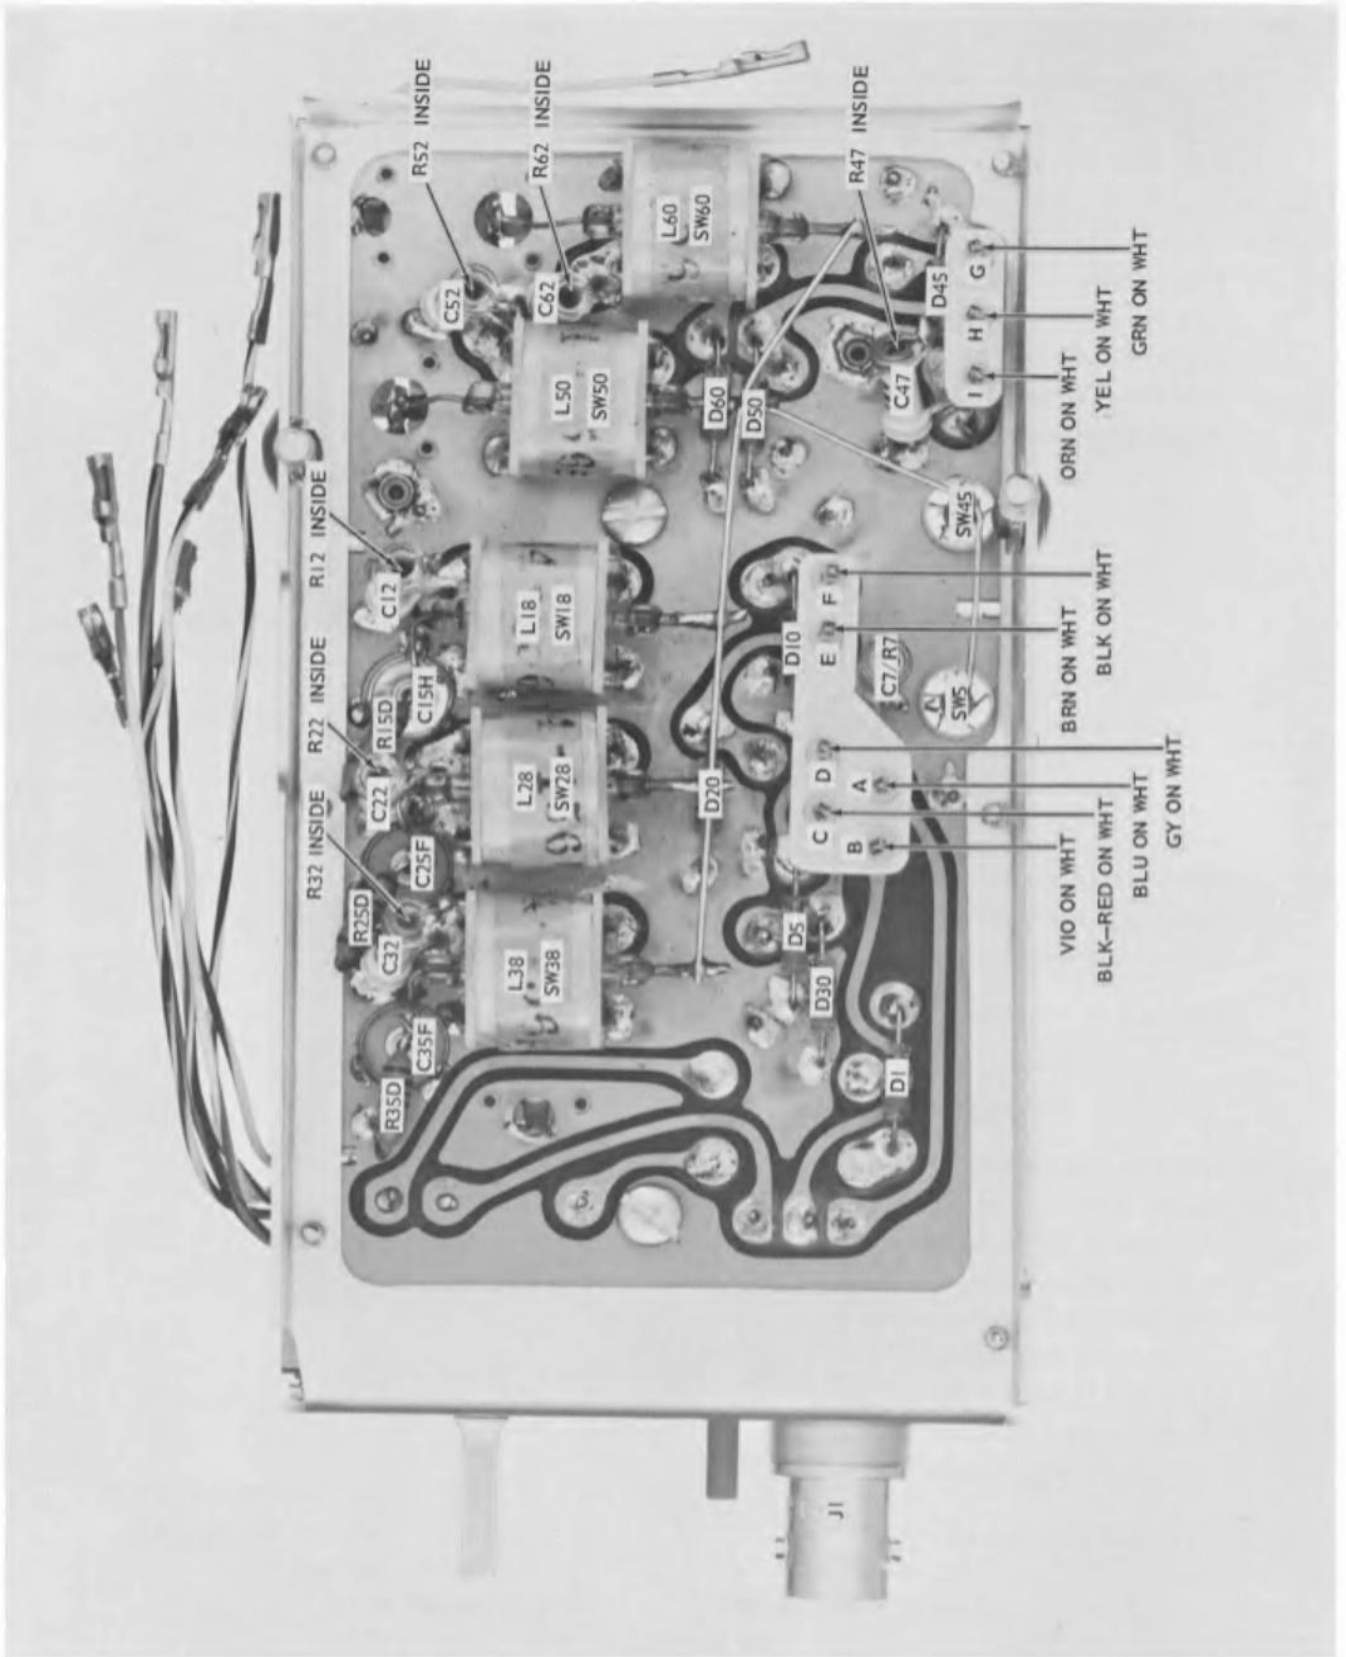 R52 INSIDE
R62 INSIDE
R47 INSIDE
L60
SW60
C52
C62
D45
G
H
I
L50
SW50
D60
D50
C47
GRN ON WHT
YEL ON WHT
ORN ON WHT
R12 INSIDE
R22 INSIDE
R32 INSIDE
C12
L18
SW18
SW45
D10
F
E
C7/R7
SW5
C15H
R15D
BLK ON WHT
BRN ON WHT
C22
L28
SW28
D20
D
A
C
B
C25F
R25D
C32
L38
SW38
D5
D30
C35F
R35D
D1
VIO ON WHT
BLK-RED ON WHT
BLU ON WHT
GY ON WHT
J1